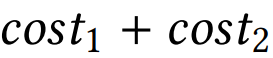 cost₁ + cost₂